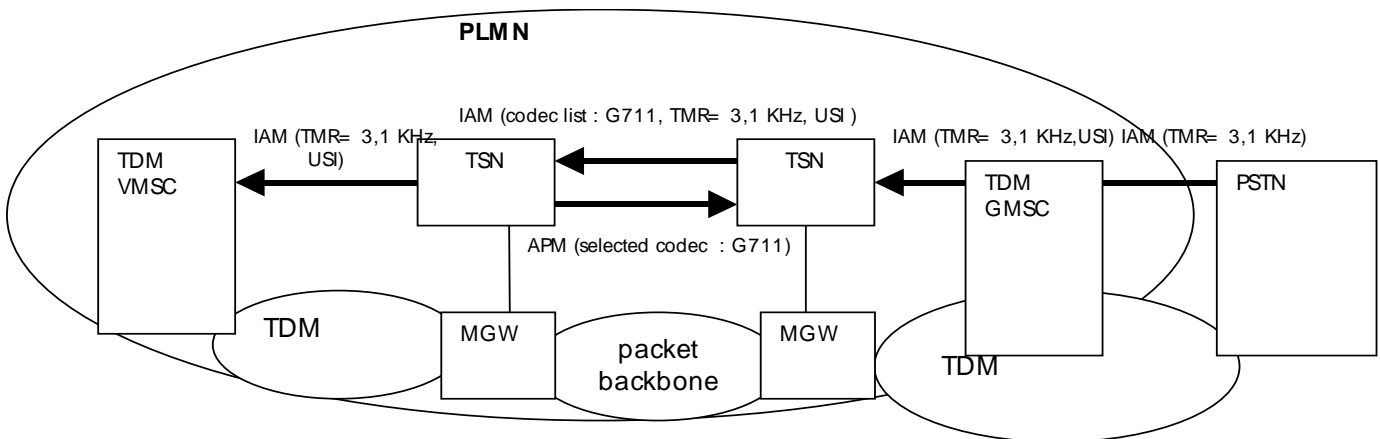 PLMN
IAM (codec list : G711, TMR= 3,1 KHz, USI )
IAM (TMR= 3,1 KHz,
USI)
IAM (TMR= 3,1 KHz,USI) IAM (TMR= 3,1 KHz)
TDM
VMSC
TSN
TSN
TDM
GMSC
PSTN
APM (selected codec : G711)
TDM
MGW
packet
backbone
MGW
TDM